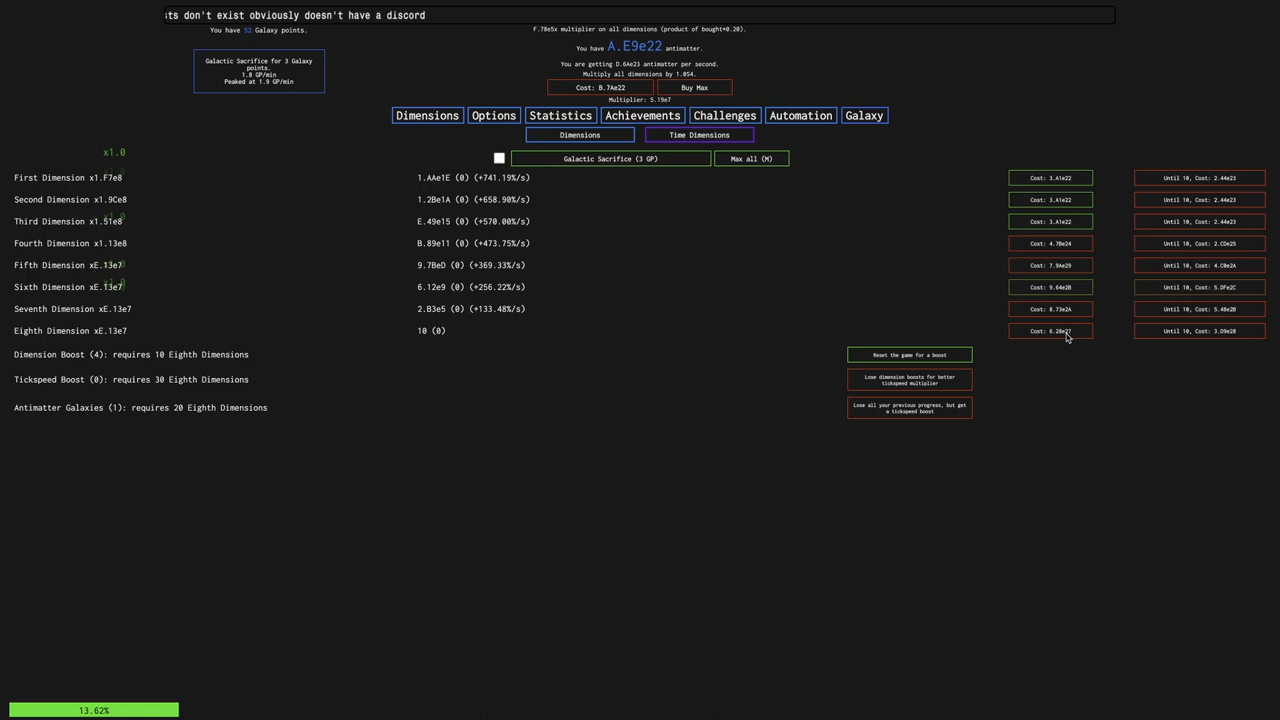 sts don't exist obviously doesn't have a discord
You have 52 Galaxy points.
F.78e5x multiplier on all dimensions (product of bought*0.20).
You have A.E9e22 antimatter.
Galactic Sacrifice for 3 Galaxy
points.
1.8 GP/min
Peaked at 1.9 GP/min
You are getting D.6Ae23 antimatter per second.
Multiply all dimensions by 1.054.
Cost: B.7Ae22 Buy Max
Multiplier: 5.19e7
Dimensions Options Statistics Achievements Challenges Automation Galaxy
Dimensions Time Dimensions
x1.0
Galactic Sacrifice (3 GP) Max all (M)
First Dimension x1.F7e8 1.AAe1E (0) (+741.19%/s) Cost: 3.A1e22 Until 10, Cost: 2.44e23
Second Dimension x1.9Ce8 1.2Be1A (0) (+658.90%/s) Cost: 3.A1e22 Until 10, Cost: 2.44e23
Third Dimension x1.51e8 E.49e15 (0) (+570.00%/s) Cost: 3.A1e22 Until 10, Cost: 2.44e23
Fourth Dimension x1.13e8 B.89e11 (0) (+473.75%/s) Cost: 4.7Be24 Until 10, Cost: 2.CDe25
Fifth Dimension xE.13e7 9.7BeD (0) (+369.33%/s) Cost: 7.9Ae29 Until 10, Cost: 4.C0e2A
Sixth Dimension xE.13e7 6.12e9 (0) (+256.22%/s) Cost: 9.64e2B Until 10, Cost: 5.DFe2C
Seventh Dimension xE.13e7 2.B3e5 (0) (+133.48%/s) Cost: 8.73e2A Until 10, Cost: 5.48e2B
Eighth Dimension xE.13e7 10 (0) Cost: 6.28e27 Until 10, Cost: 3.D9e28
Dimension Boost (4): requires 10 Eighth Dimensions Reset the game for a boost
Tickspeed Boost (0): requires 30 Eighth Dimensions Lose dimension boosts for better
tickspeed multiplier
Antimatter Galaxies (1): requires 20 Eighth Dimensions Lose all your previous progress, but get
a tickspeed boost
13.62%